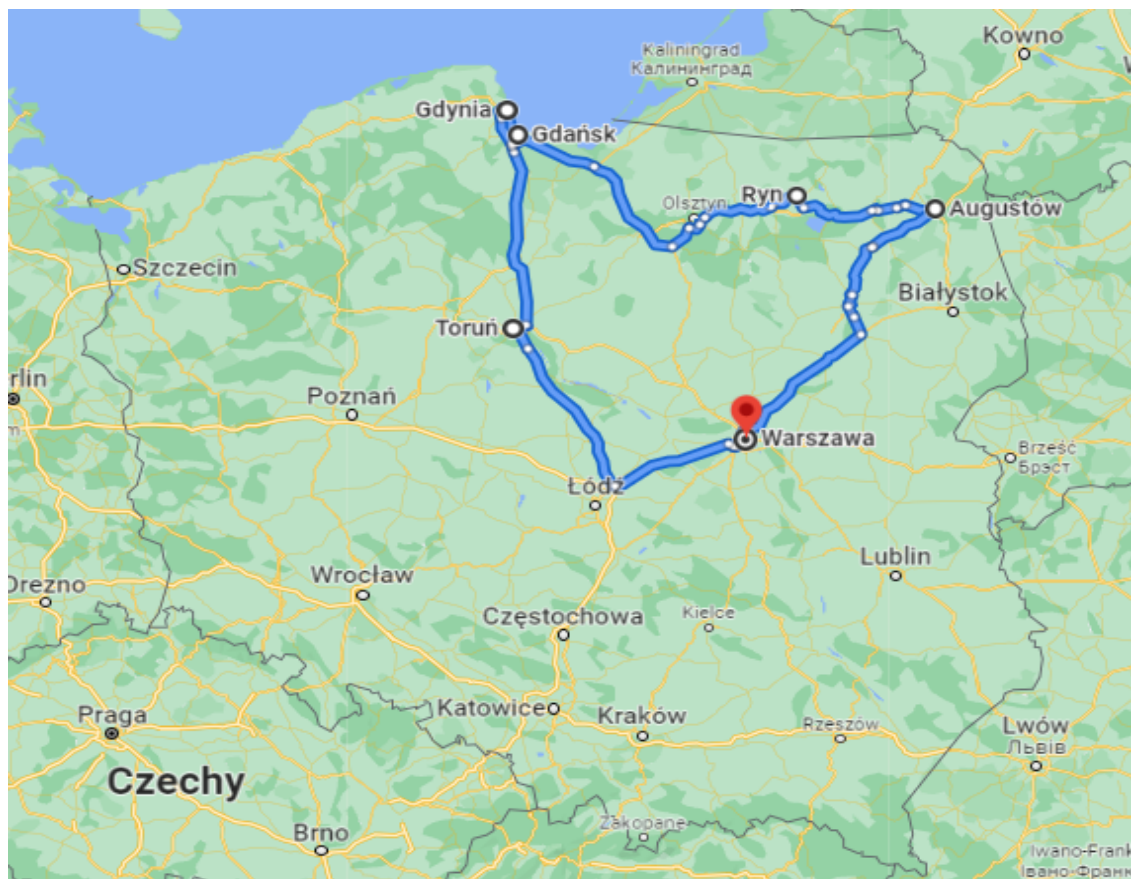 Kowno
Kaliningrad
Калининград
Gdynia
Gdańsk
Ryn
Olsztyn
Augustów
Szczecin
Białystok
Toruń
rlin
Poznań
Warszawa
Brześć
Брэст
Łódź
Lublin
Wrocław
Drezno
Kielce
Częstochowa
Katowice
Kraków
Rzeszów
Lwów
Львів
Praga
Czechy
Zakopane
Brno
Iwano-Frank
Івано-Франк